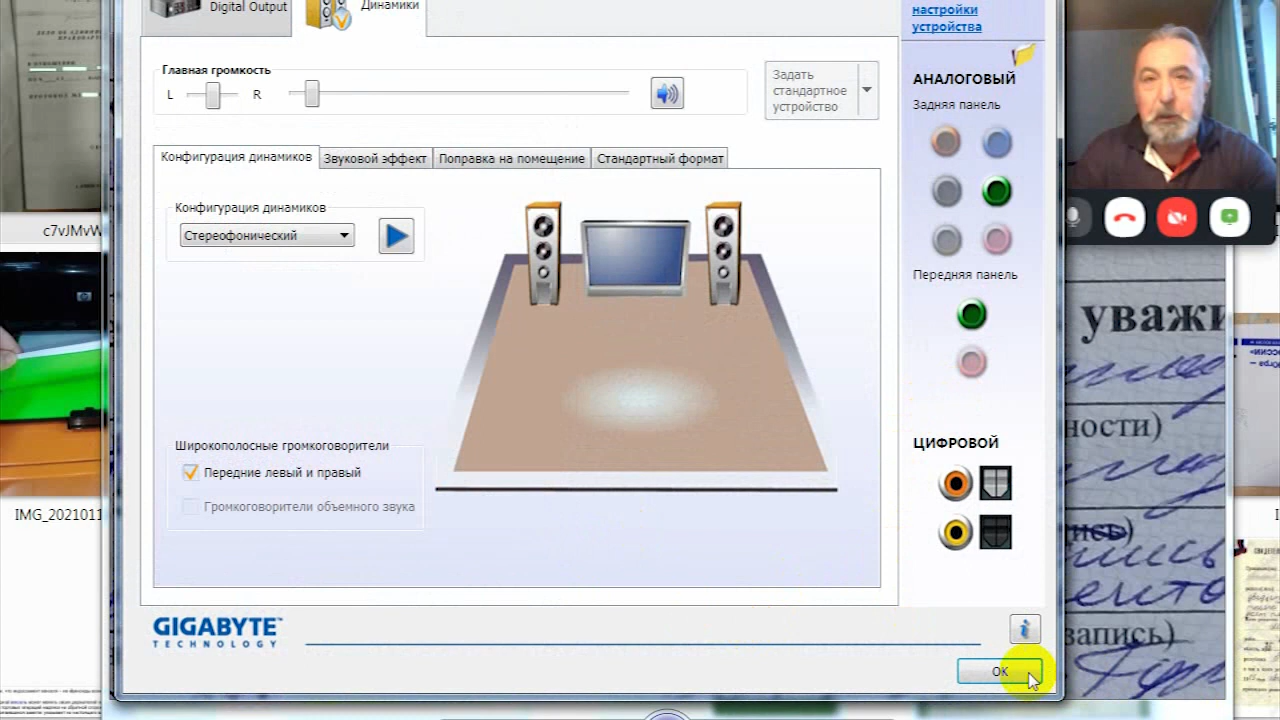 Digital Output
Динамики
настройки
устройства
Главная громкость
L
R
Задать
стандартное
устройство
АНАЛОГОВЫЙ
Задняя панель
Конфигурация динамиков
Звуковой эффект
Поправка на помещение
Стандартный формат
Конфигурация динамиков
Стереофонический
c7vJMvW
Передняя панель
уважи
ности)
запись)
Широкополосные громкоговорители
Передние левый и правый
Громкоговорители объемного звука
ЦИФРОВОЙ
IMG_2021011
GIGABYTE™
TECHNOLOGY
OK